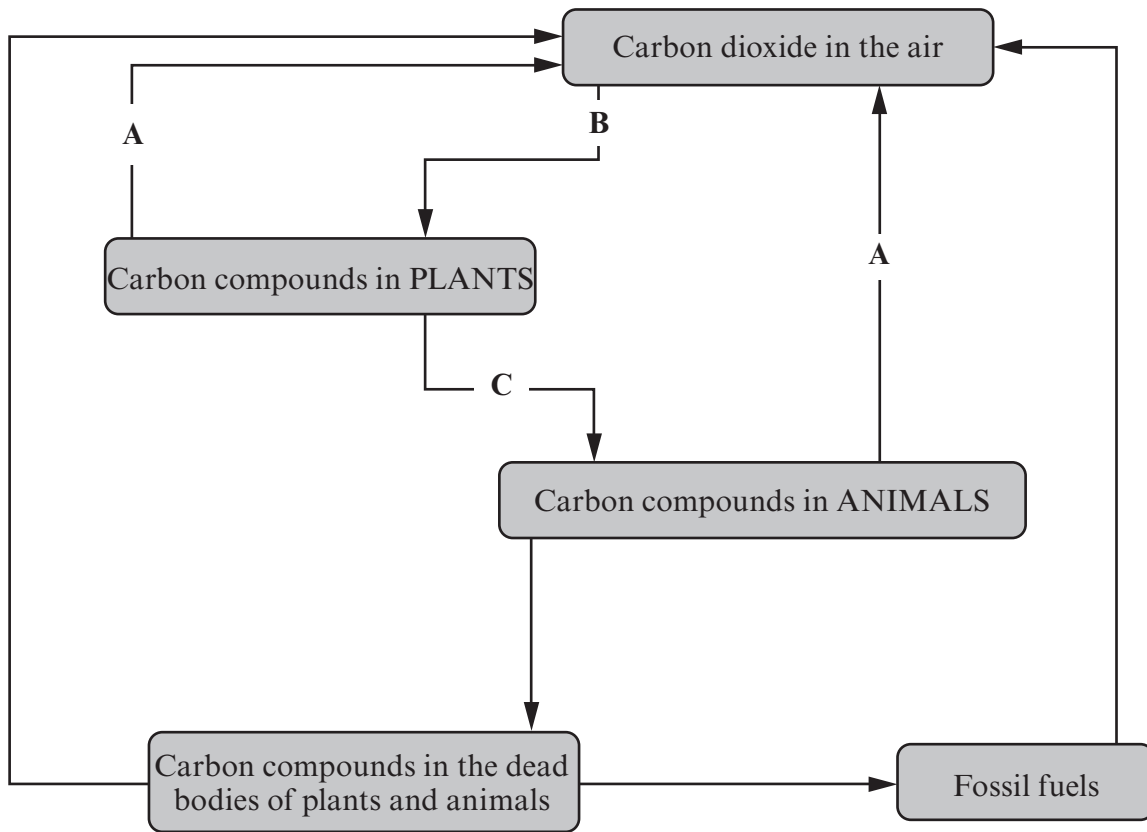 Carbon dioxide in the air
A
B
Carbon compounds in PLANTS
A
C
Carbon compounds in ANIMALS
Carbon compounds in the dead
bodies of plants and animals
Fossil fuels